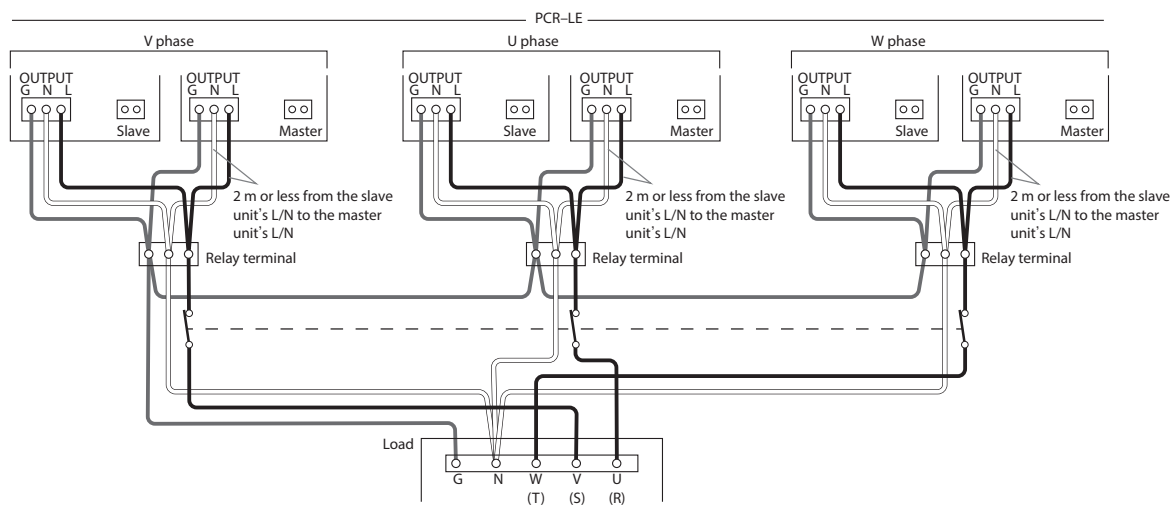 PCR–LE
V phase
U phase
W phase
OUTPUT
G N L
Slave
OUTPUT
G N L
Master
OUTPUT
G N L
Slave
OUTPUT
G N L
Master
OUTPUT
G N L
Slave
OUTPUT
G N L
Master
2 m or less from the slave
unit's L/N to the master
unit's L/N
2 m or less from the slave
unit's L/N to the master
unit's L/N
2 m or less from the slave
unit's L/N to the master
unit's L/N
Relay terminal
Relay terminal
Relay terminal
Load
G N W V U
(T) (S) (R)